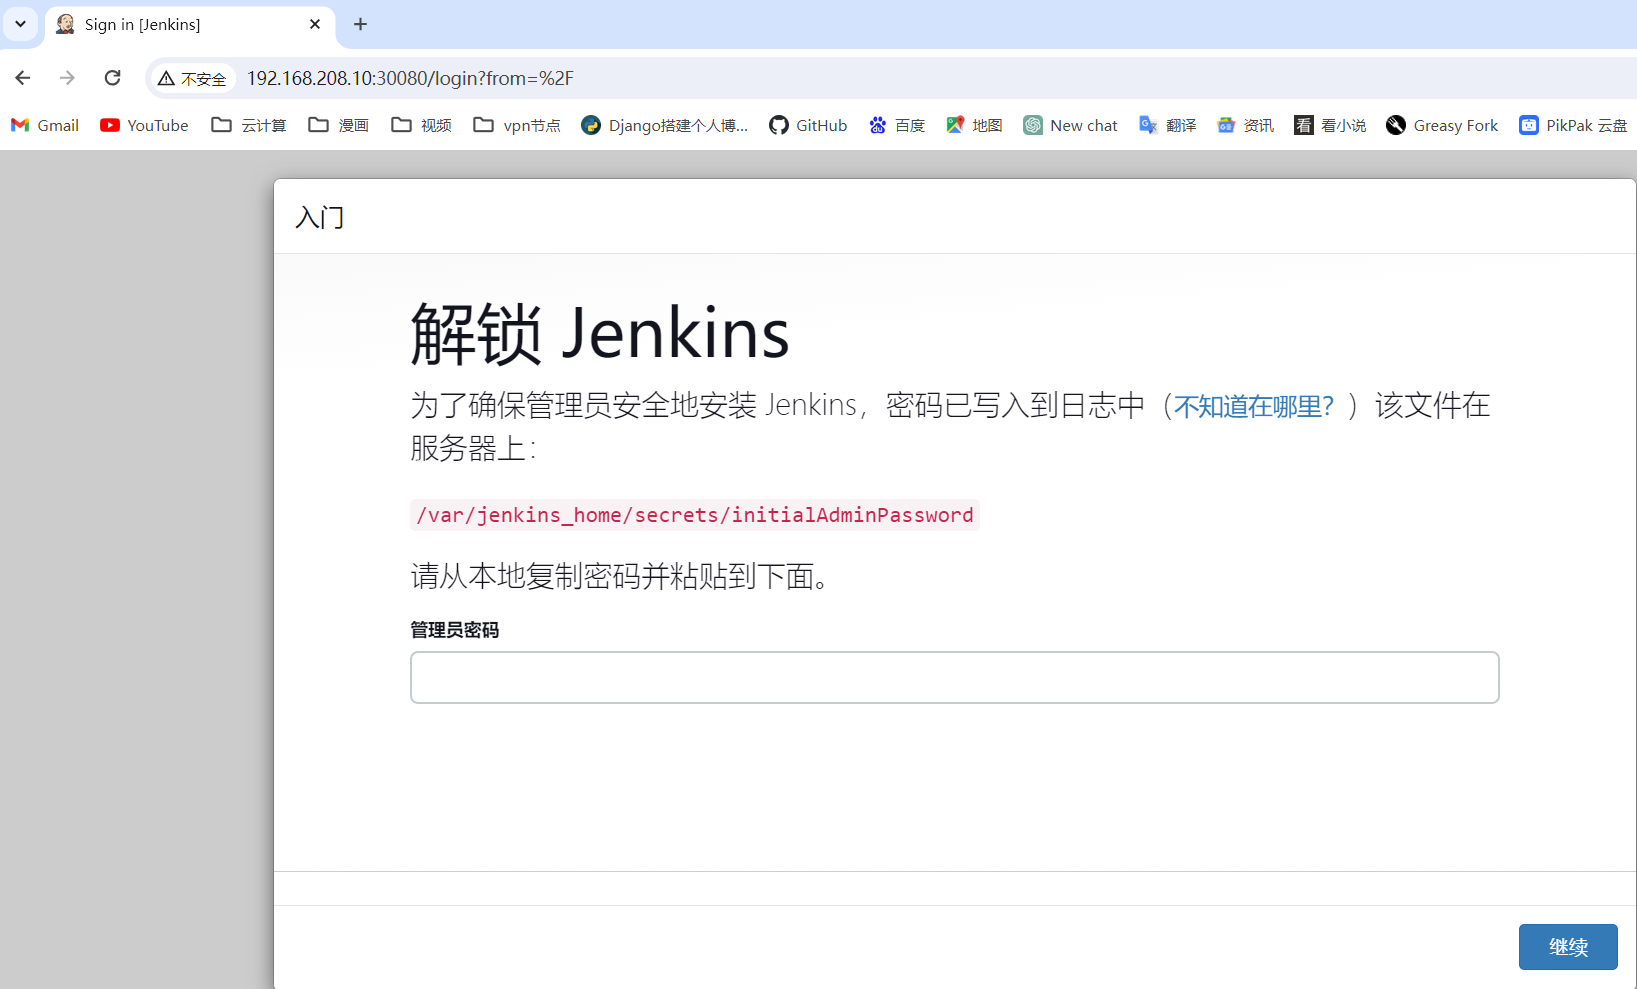 Sign in [Jenkins]
不安全 192.168.208.10:30080/login?from=%2F
Gmail YouTube 云计算 漫画 视频 vpn节点 Django搭建个人博... GitHub 百度 地图 New chat 翻译 资讯 看小说 Greasy Fork PikPak 云盘
入门
解锁 Jenkins
为了确保管理员安全地安装 Jenkins，密码已写入到日志中（不知道在哪里？）该文件在
服务器上：
/var/jenkins_home/secrets/initialAdminPassword
请从本地复制密码并粘贴到下面。
管理员密码
继续